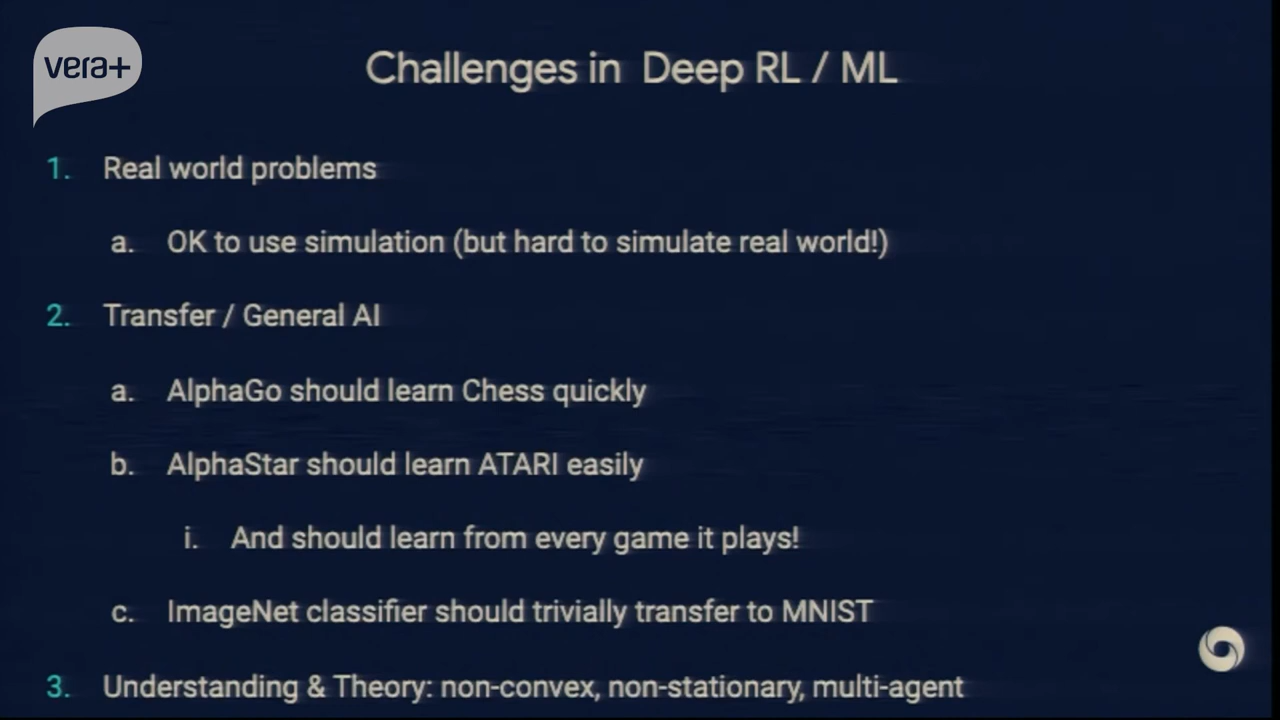 vera+
Challenges in Deep RL / ML
1. Real world problems
a. OK to use simulation (but hard to simulate real world!)
2. Transfer / General AI
a. AlphaGo should learn Chess quickly
b. AlphaStar should learn ATARI easily
i. And should learn from every game it plays!
c. ImageNet classifier should trivially transfer to MNIST
3. Understanding & Theory: non-convex, non-stationary, multi-agent